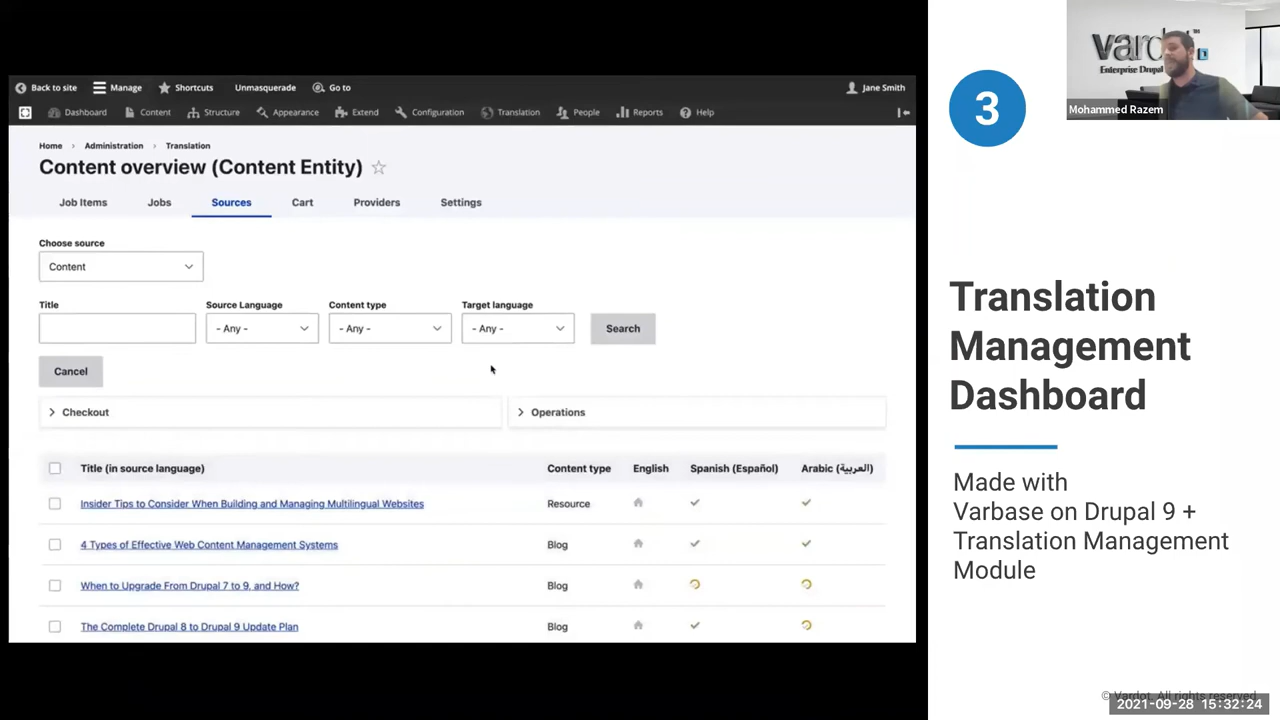 Back to site Manage Shortcuts Unmasquerade Go to Jane Smith
Dashboard Content Structure Appearance Extend Configuration Translation People Reports Help
Home > Administration > Translation
Content overview (Content Entity)
Job Items Jobs Sources Cart Providers Settings
Choose source
Content
Title Source Language Content type Target language
- Any - - Any - - Any - Search
Cancel
Checkout Operations
Title (in source language) Content type English Spanish (Español) Arabic (العربية)
Insider Tips to Consider When Building and Managing Multilingual Websites Resource
4 Types of Effective Web Content Management Systems Blog
When to Upgrade From Drupal 7 to 9, and How? Blog
The Complete Drupal 8 to Drupal 9 Update Plan Blog
Enterprise Drupal
Mohammed Razem
3
Translation
Management
Dashboard
Made with
Varbase on Drupal 9 +
Translation Management
Module
© Vardot. All rights reserved.
2021-09-28 15:32:24